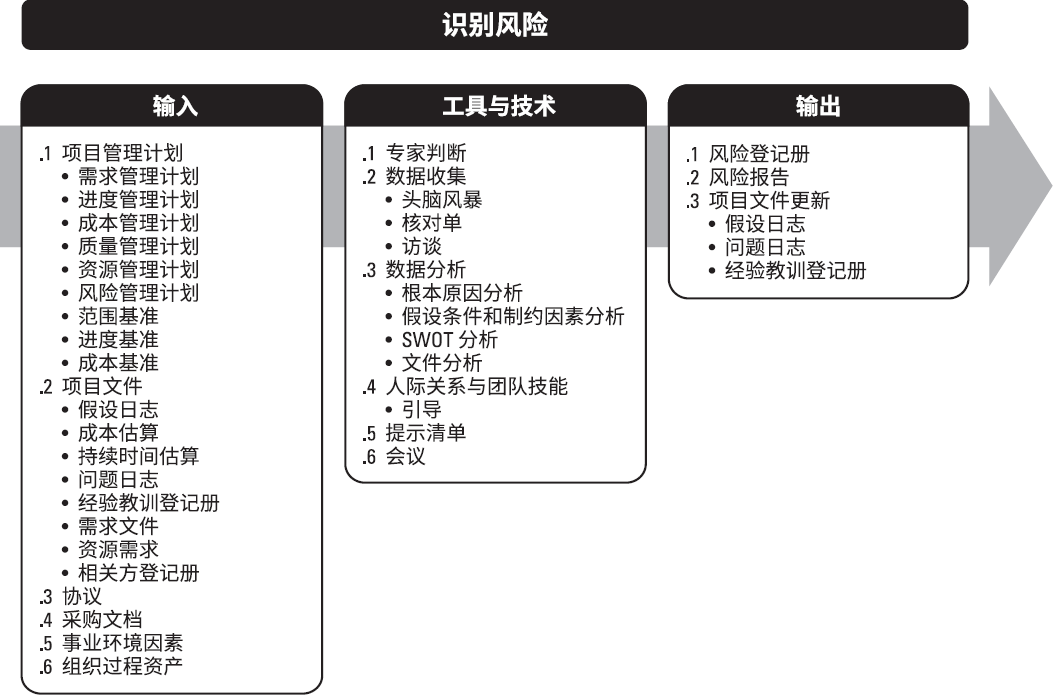 识别风险
输入
.1 项目管理计划
• 需求管理计划
• 进度管理计划
• 成本管理计划
• 质量管理计划
• 资源管理计划
• 风险管理计划
• 范围基准
• 进度基准
• 成本基准
.2 项目文件
• 假设日志
• 成本估算
• 持续时间估算
• 问题日志
• 经验教训登记册
• 需求文件
• 资源需求
• 相关方登记册
.3 协议
.4 采购文档
.5 事业环境因素
.6 组织过程资产
工具与技术
.1 专家判断
.2 数据收集
• 头脑风暴
• 核对单
• 访谈
.3 数据分析
• 根本原因分析
• 假设条件和制约因素分析
• SWOT 分析
• 文件分析
.4 人际关系与团队技能
• 引导
.5 提示清单
.6 会议
输出
.1 风险登记册
.2 风险报告
.3 项目文件更新
• 假设日志
• 问题日志
• 经验教训登记册